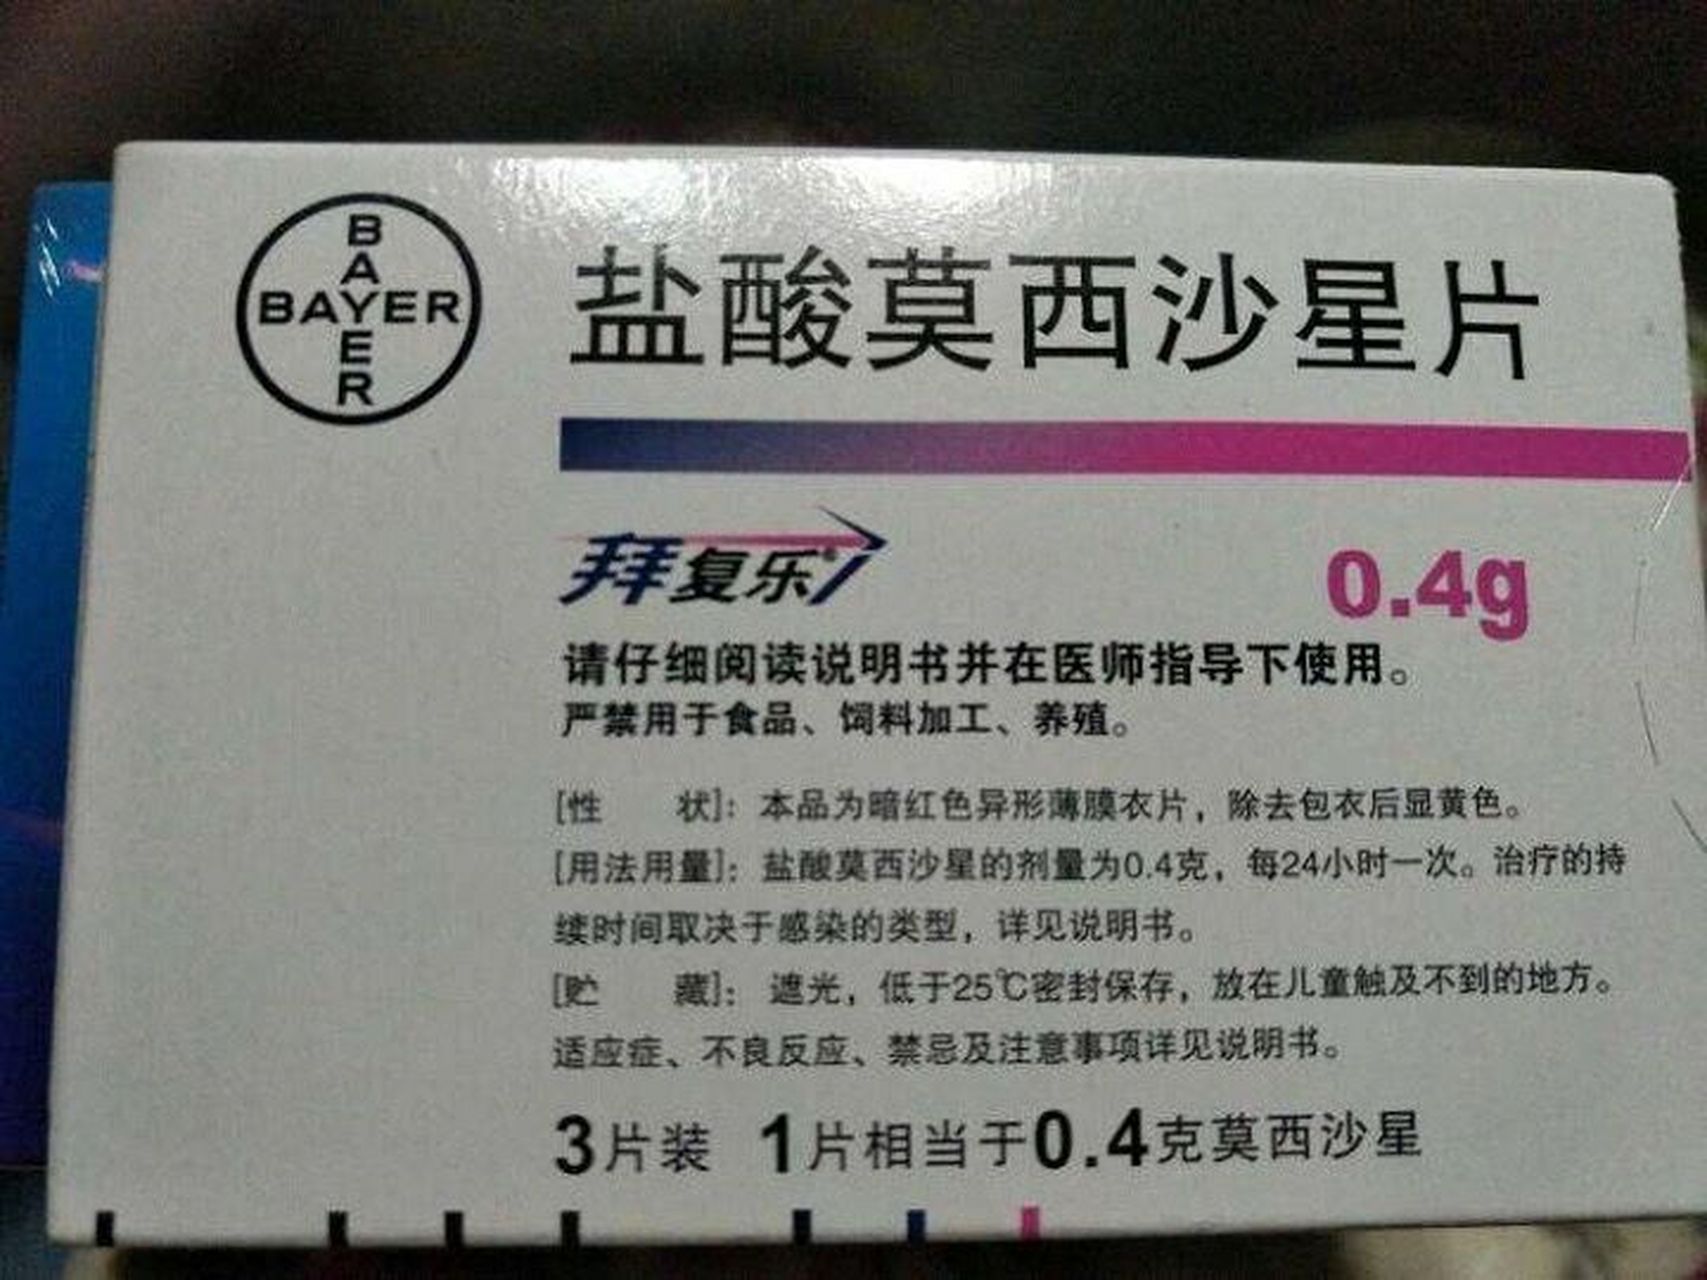 BAYER
BAYER
盐酸莫西沙星片
拜复乐®
0.4g
请仔细阅读说明书并在医师指导下使用。
严禁用于食品、饲料加工、养殖。
[性 状]：本品为暗红色异形薄膜衣片，除去包衣后显黄色。
[用法用量]：盐酸莫西沙星的剂量为0.4克，每24小时一次。治疗的持
续时间取决于感染的类型，详见说明书。
[贮 藏]：遮光，低于25℃密封保存，放在儿童触及不到的地方。
适应症、不良反应、禁忌及注意事项详见说明书。
3片装 1片相当于0.4克莫西沙星